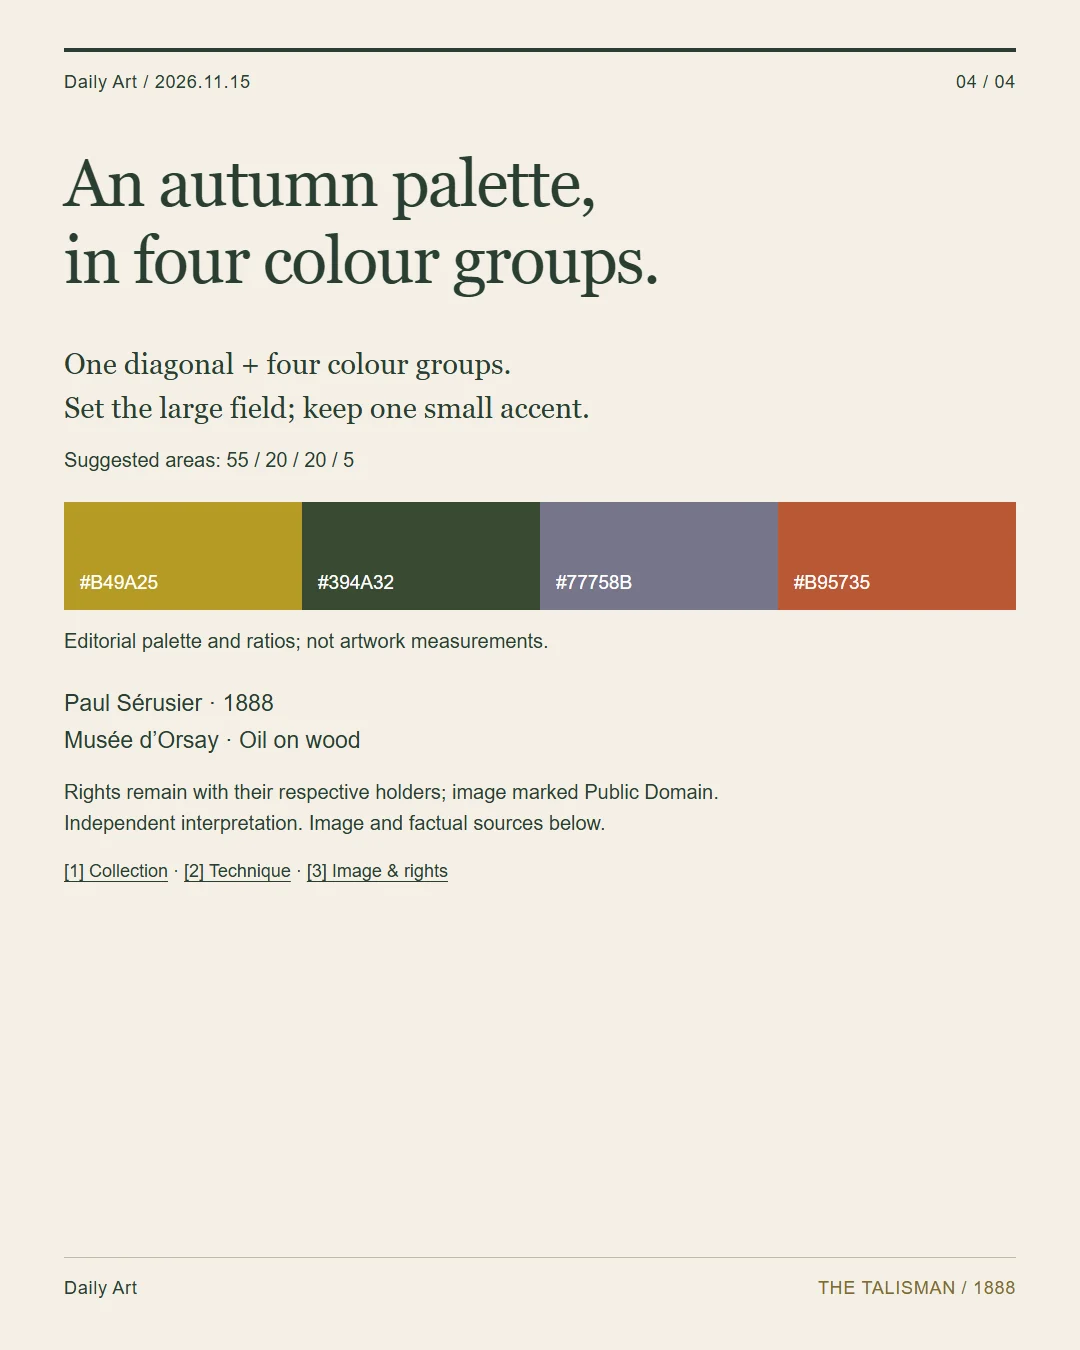 Daily Art / 2026.11.15
04 / 04
An autumn palette,
in four colour groups.
One diagonal + four colour groups.
Set the large field; keep one small accent.
Suggested areas: 55 / 20 / 20 / 5
#B49A25
#394A32
#77758B
#B95735
Editorial palette and ratios; not artwork measurements.
Paul Sérusier · 1888
Musée d’Orsay · Oil on wood
Rights remain with their respective holders; image marked Public Domain.
Independent interpretation. Image and factual sources below.
[1] Collection · [2] Technique · [3] Image & rights
Daily Art
THE TALISMAN / 1888